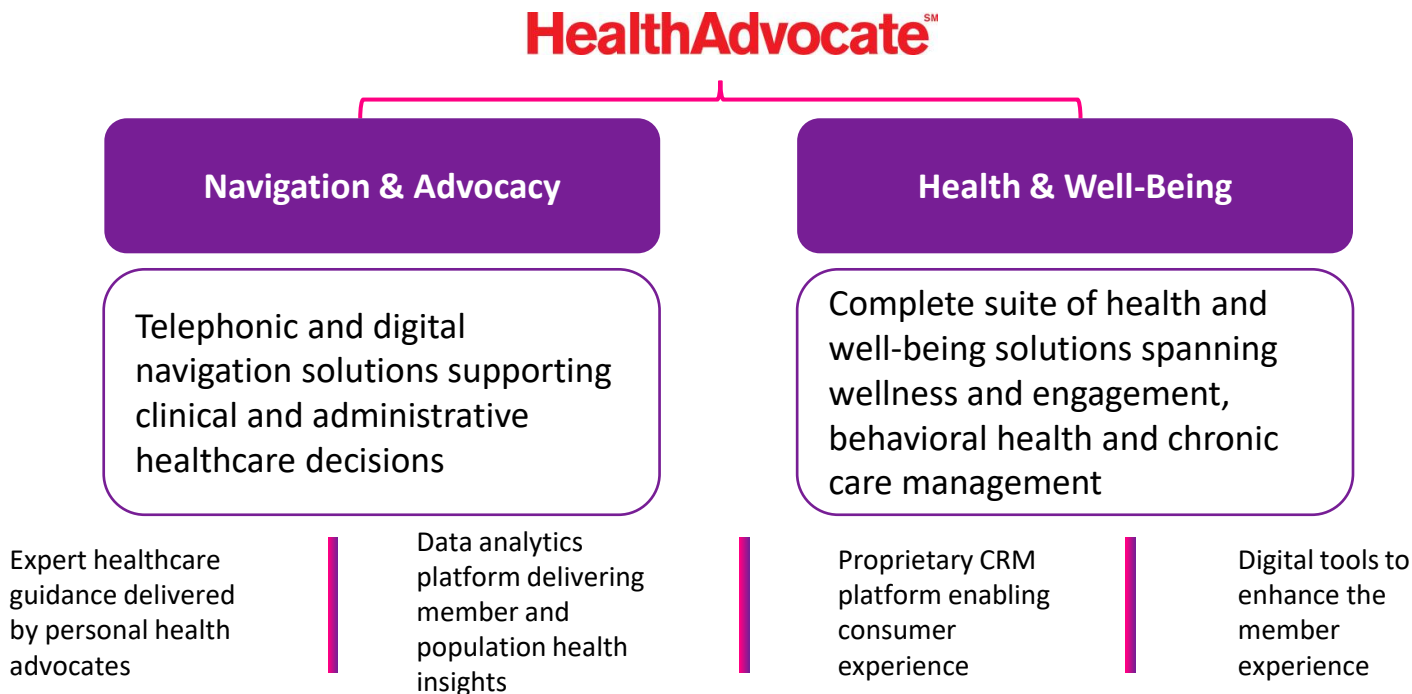 HealthAdvocate℠
Navigation & Advocacy
Health & Well-Being
Telephonic and digital
navigation solutions supporting
clinical and administrative
healthcare decisions
Complete suite of health and
well-being solutions spanning
wellness and engagement,
behavioral health and chronic
care management
Expert healthcare
guidance delivered
by personal health
advocates
Data analytics
platform delivering
member and
population health
insights
Proprietary CRM
platform enabling
consumer
experience
Digital tools to
enhance the
member
experience